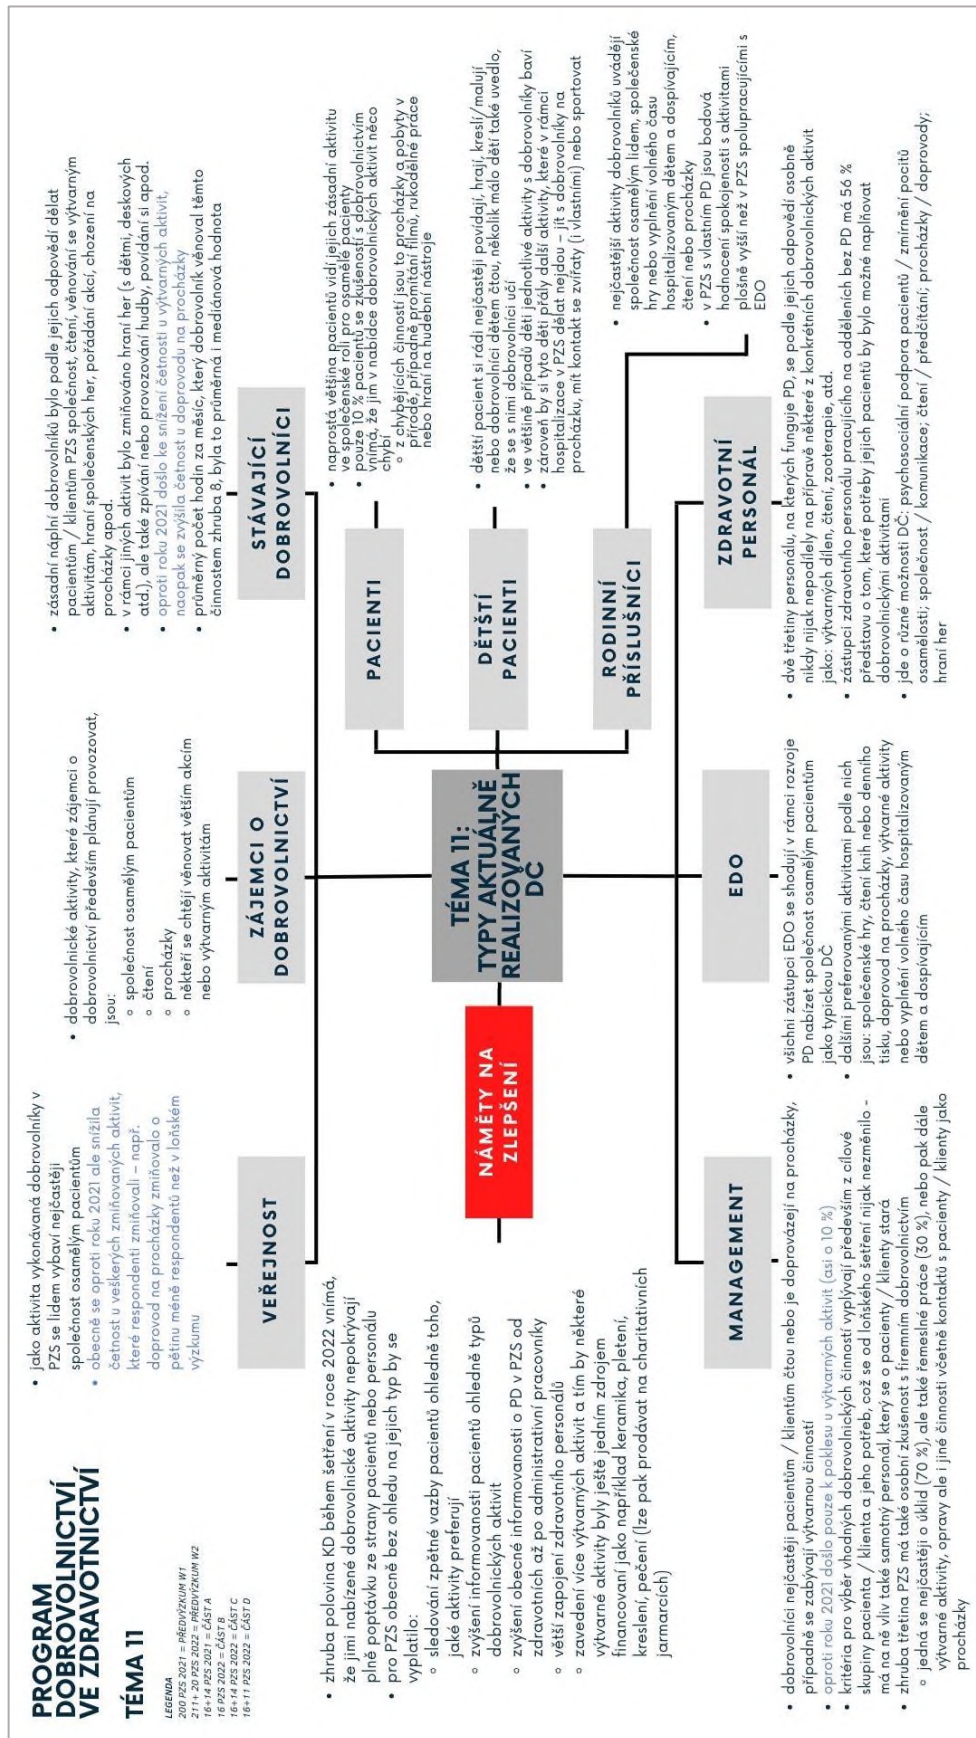 PROGRAM
DOBROVOLNICTVÍ
VE ZDRAVOTNICTVÍ
TÉMA 11
LEGENDA
200 PZS 2021 = PŘEDVÝZKUM W1
211+ 20 PZS 2022 = PŘEDVÝZKUM W2
16+14 PZS 2021 = ČÁST A
16 PZS 2022 = ČÁST B
16+14 PZS 2022 = ČÁST C
16+11 PZS 2022 = ČÁST D
• jako aktivita vykonávaná dobrovolníky v
PZS se lidem vybaví nejčastěji
společnost osamělým pacientům
• obecně se oproti roku 2021 ale snížila
četnost u veškerých zmiňovaných aktivit,
které respondenti zmiňovali – např.
doprovod na procházky zmiňovalo o
pětinu méně respondentů než v loňském
výzkumu
VEŘEJNOST
• dobrovolnické aktivity, které zájemci o
dobrovolnictví především plánují provozovat,
jsou:
○ společnost osamělým pacientům
○ čtení
○ procházky
○ někteří se chtějí věnovat větším akcím
nebo výtvarným aktivitám
ZÁJEMCI O
DOBROVOLNICTVÍ
• zásadní náplní dobrovolníků bylo podle jejich odpovědí dělat
pacientům / klientům PZS společnost, čtení, věnování se výtvarným
aktivitám, hraní společenských her, pořádání akcí, chození na
procházky apod.
• v rámci jiných aktivit bylo zmiňováno hraní her (s dětmi, deskových
atd.), ale také zpívání nebo provozování hudby, povídání si apod.
• oproti roku 2021 došlo ke snížení četnosti u výtvarných aktivit,
naopak se zvýšila četnost u doprovodu na procházky
• průměrný počet hodin za měsíc, který dobrovolník věnoval těmto
činnostem zhruba 8, byla to průměrná i mediánová hodnota
STÁVAJÍCÍ
DOBROVOLNÍCI
• zhruba polovina KD během šetření v roce 2022 vnímá,
že jimi nabízené dobrovolnické aktivity nepokrývají
plně poptávku ze strany pacientů nebo personálu
• pro PZS obecně bez ohledu na jejich typ by se
vyplatilo:
○ sledování zpětné vazby pacientů ohledně toho,
jaké aktivity preferují
○ zvýšení informovanosti pacientů ohledně typů
dobrovolnických aktivit
○ zvýšení obecné informovanosti o PD v PZS od
zdravotních až po administrativní pracovníky
○ větší zapojení zdravotního personálů
○ zavedení více výtvarných aktivit a tím by některé
výtvarné aktivity byly ještě jedním zdrojem
financování jako například keramika, pletení,
kreslení, pečení (lze pak prodávat na charitativních
jarmarcích)
NÁMĚTY NA
ZLEPŠENÍ
TÉMA 11:
TYPY AKTUÁLNĚ
REALIZOVANÝCH
DČ
PACIENTI
• naprostá většina pacientů vidí jejich zásadní aktivitu
ve společenské roli pro osamělé pacienty
• pouze 10 % pacientů se zkušeností s dobrovolnictvím
vnímá, že jim v nabídce dobrovolnických aktivit něco
chybí
○ z chybějících činností jsou to procházky a pobyty v
přírodě, případně promítání filmů, rukodělné práce
nebo hraní na hudební nástroje
DĚTŠTÍ
PACIENTI
• dětští pacient si rádi nejčastěji povídají, hrají, kreslí/malují
nebo dobrovolníci dětem čtou, několik málo dětí také uvedlo,
že se s nimi dobrovolníci učí
• ve většině případů děti jednotlivé aktivity s dobrovolníky baví
• zároveň by si tyto děti přály další aktivity, které v rámci
hospitalizace v PZS dělat nejdou – jít s dobrovolníky na
procházku, mít kontakt se zvířaty (i vlastními) nebo sportovat
RODINNÍ
PŘÍSLUŠNÍCI
• nejčastější aktivity dobrovolníků uvádějí
společnost osamělým lidem, společenské
hry nebo vyplnění volného času
hospitalizovaným dětem a dospívajícím,
čtení nebo procházky
• v PZS s vlastním PD jsou bodová
hodnocení spokojenosti s aktivitami
plošně vyšší než v PZS spolupracujícími s
EDO
MANAGEMENT
• dobrovolníci nejčastěji pacientům / klientům čtou nebo je doprovázejí na procházky,
případně se zabývají výtvarnou činností
• oproti roku 2021 došlo pouze k poklesu u výtvarných aktivit (asi o 10 %)
• kritéria pro výběr vhodných dobrovolnických činností vyplývají především z cílové
skupiny pacienta / klienta a jeho potřeb, což se od loňského šetření nijak nezměnilo -
má na ně vliv také samotný personál, který se o pacienty / klienty stará
• zhruba třetina PZS má také osobní zkušenost s firemním dobrovolnictvím
○ jedná se nejčastěji o úklid (70 %), ale také řemeslné práce (30 %), nebo pak dále
výtvarné aktivity, opravy ale i jiné činnosti včetně kontaktů s pacienty / klienty jako
procházky
EDO
• všichni zástupci EDO se shodují v rámci rozvoje
PD nabízet společnost osamělým pacientům
jako typickou DČ
• dalšími preferovanými aktivitami podle nich
jsou: společenské hry, čtení knih nebo denního
tisku, doprovod na procházky, výtvarné aktivity
nebo vyplnění volného času hospitalizovaným
dětem a dospívajícím
ZDRAVOTNÍ
PERSONÁL
• dvě třetiny personálu, na kterých funguje PD, se podle jejich odpovědí osobně
nikdy nijak nepodílely na přípravě některé z konkrétních dobrovolnických aktivit
jako: výtvarných dílen, čtení, zooterapie, atd.
• zástupci zdravotního personálu pracujícího na odděleních bez PD má 56 %
představu o tom, které potřeby jejich pacientů by bylo možné naplňovat
dobrovolnickými aktivitami
• jde o různé možnosti DČ: psychosociální podpora pacientů / zmírnění pocitů
osamělosti; společnost / komunikace; čtení / předčítání; procházky / doprovody;
hraní her